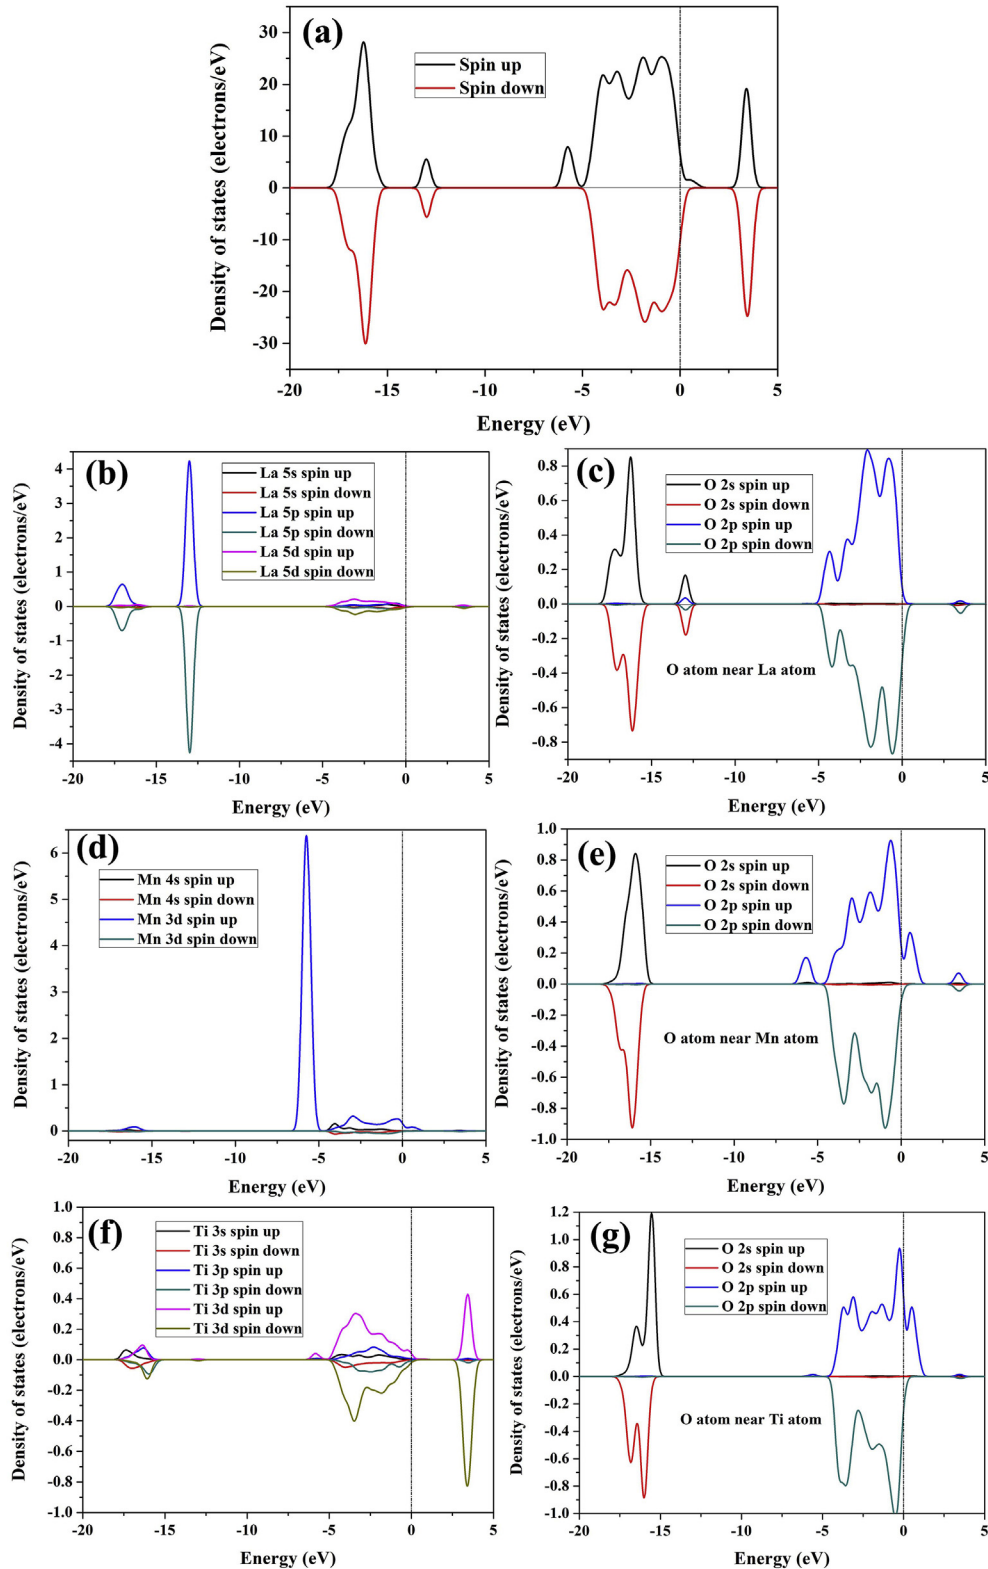 (a)
Spin up
Spin down
Density of states (electrons/eV)
30
20
10
0
-10
-20
-30
-20 -15 -10 -5 0 5
Energy (eV)
(b)
La 5s spin up
La 5s spin down
La 5p spin up
La 5p spin down
La 5d spin up
La 5d spin down
Density of states (electrons/eV)
4
3
2
1
0
-1
-2
-3
-4
-20 -15 -10 -5 0 5
Energy (eV)
(c)
O 2s spin up
O 2s spin down
O 2p spin up
O 2p spin down
O atom near La atom
Density of states (electrons/eV)
0.8
0.6
0.4
0.2
0.0
-0.2
-0.4
-0.6
-0.8
-20 -15 -10 -5 0 5
Energy (eV)
(d)
Mn 4s spin up
Mn 4s spin down
Mn 3d spin up
Mn 3d spin down
Density of states (electrons/eV)
6
5
4
3
2
1
0
-20 -15 -10 -5 0 5
Energy (eV)
(e)
O 2s spin up
O 2s spin down
O 2p spin up
O 2p spin down
O atom near Mn atom
Density of states (electrons/eV)
1.0
0.8
0.6
0.4
0.2
0.0
-0.2
-0.4
-0.6
-0.8
-1.0
-20 -15 -10 -5 0 5
Energy (eV)
(f)
Ti 3s spin up
Ti 3s spin down
Ti 3p spin up
Ti 3p spin down
Ti 3d spin up
Ti 3d spin down
Density of states (electrons/eV)
1.0
0.8
0.6
0.4
0.2
0.0
-0.2
-0.4
-0.6
-0.8
-1.0
-20 -15 -10 -5 0 5
Energy (eV)
(g)
O 2s spin up
O 2s spin down
O 2p spin up
O 2p spin down
O atom near Ti atom
Density of states (electrons/eV)
1.2
1.0
0.8
0.6
0.4
0.2
0.0
-0.2
-0.4
-0.6
-0.8
-1.0
-20 -15 -10 -5 0 5
Energy (eV)